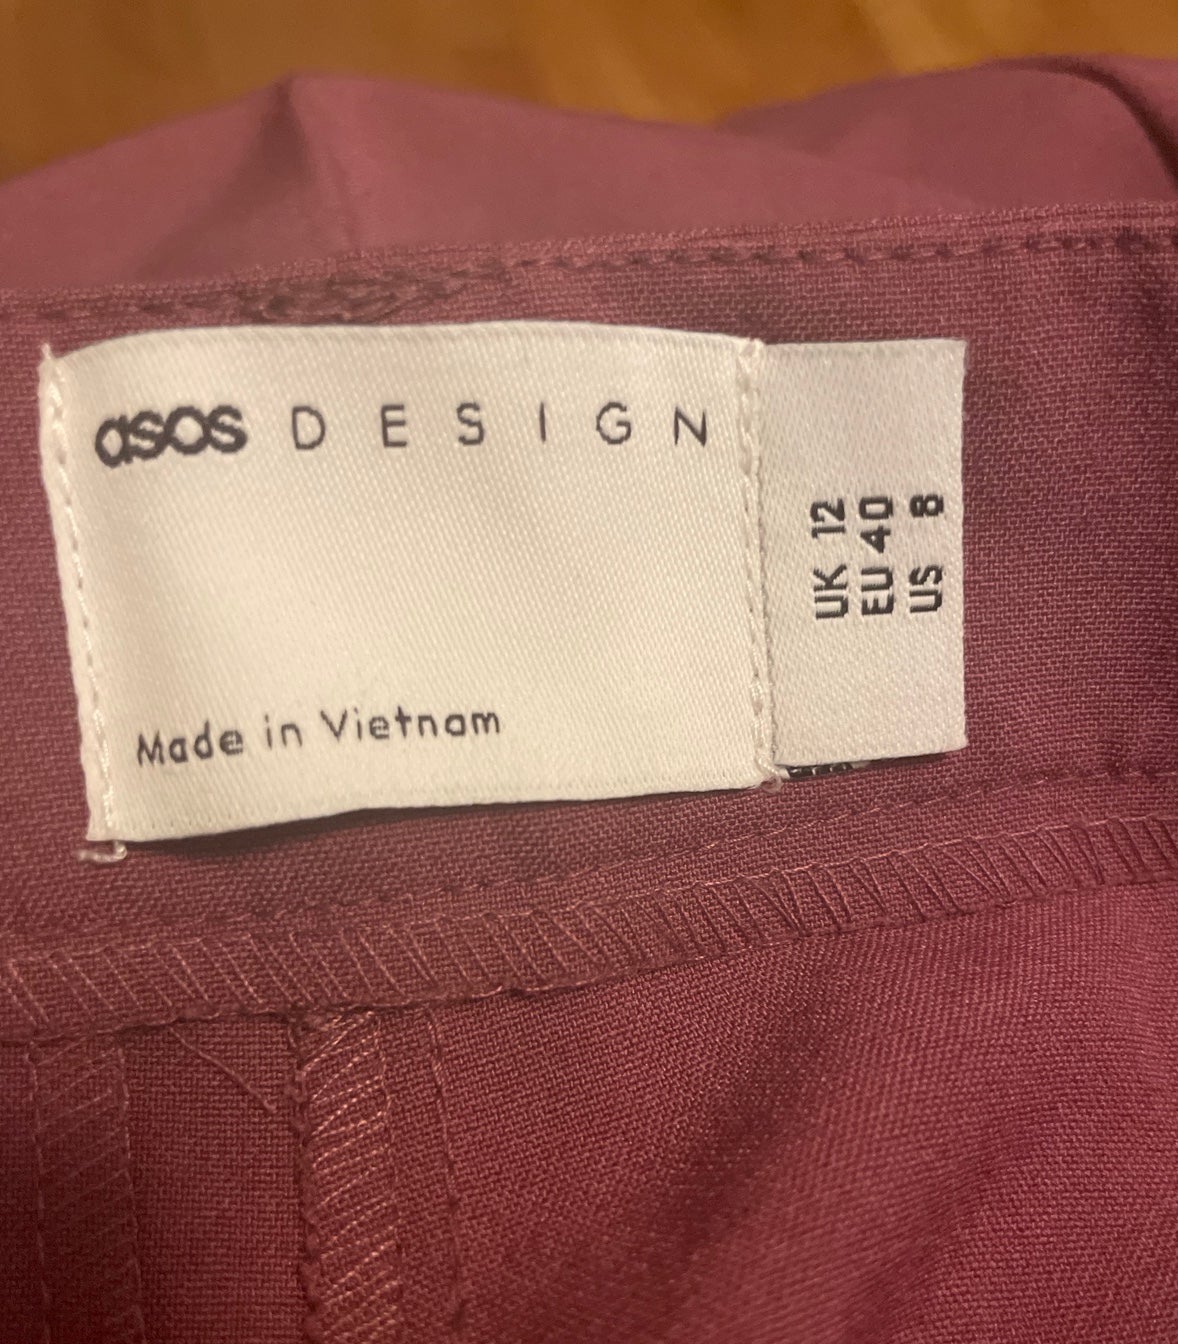 asos DESIGN
Made in Vietnam
UK 12
EU 40
US 8